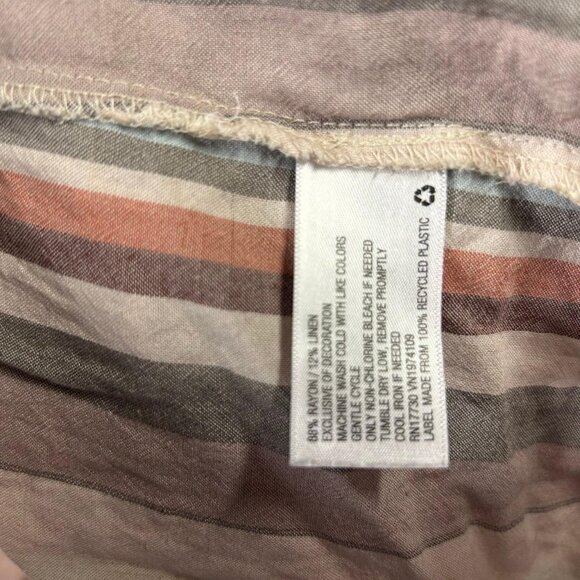 88% RAYON / 12% LINEN
EXCLUSIVE OF DECORATION
MACHINE WASH COLD WITH LIKE COLORS
GENTLE CYCLE
ONLY NON-CHLORINE BLEACH IF NEEDED
TUMBLE DRY LOW, REMOVE PROMPTLY
COOL IRON IF NEEDED
RN17730 VN1974109
LABEL MADE FROM 100% RECYCLED PLASTIC